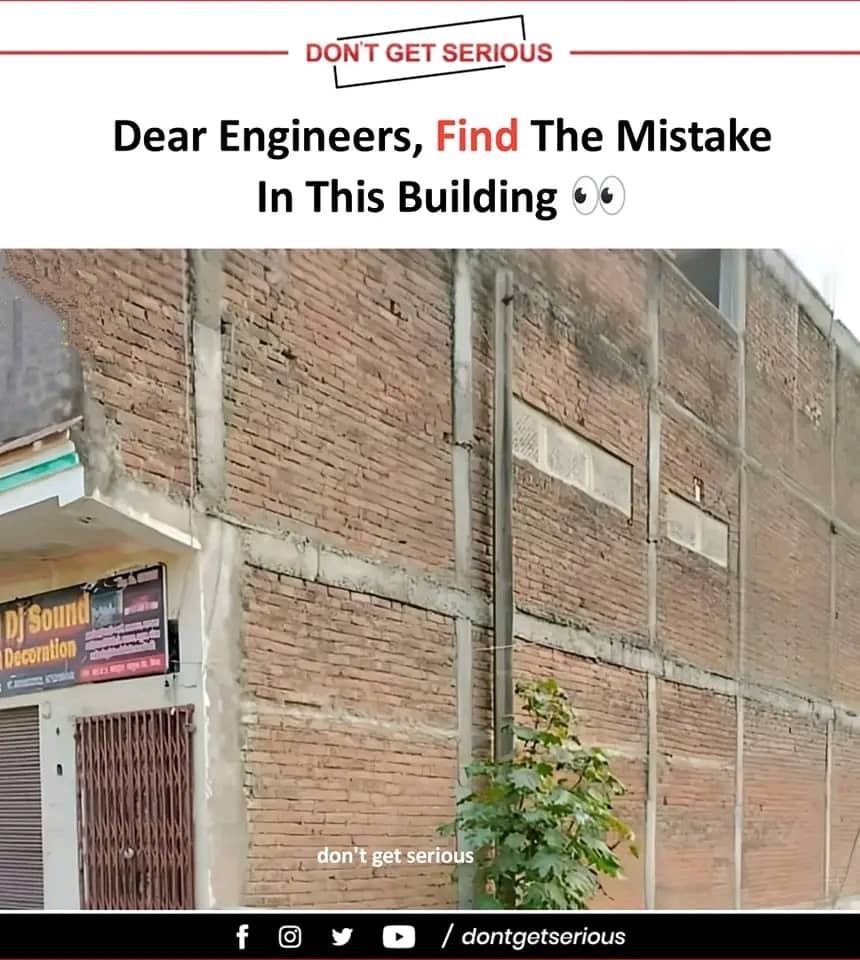 DON'T GET SERIOUS
Dear Engineers, Find The Mistake
In This Building 👀
Dj Sound
Decoration
don't get serious
/ dontgetserious